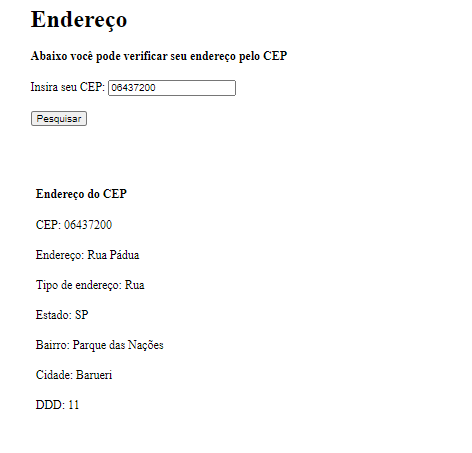 Endereço
Abaixo você pode verificar seu endereço pelo CEP
Insira seu CEP: 06437200
Pesquisar
Endereço do CEP
CEP: 06437200
Endereço: Rua Pádua
Tipo de endereço: Rua
Estado: SP
Bairro: Parque das Nações
Cidade: Barueri
DDD: 11